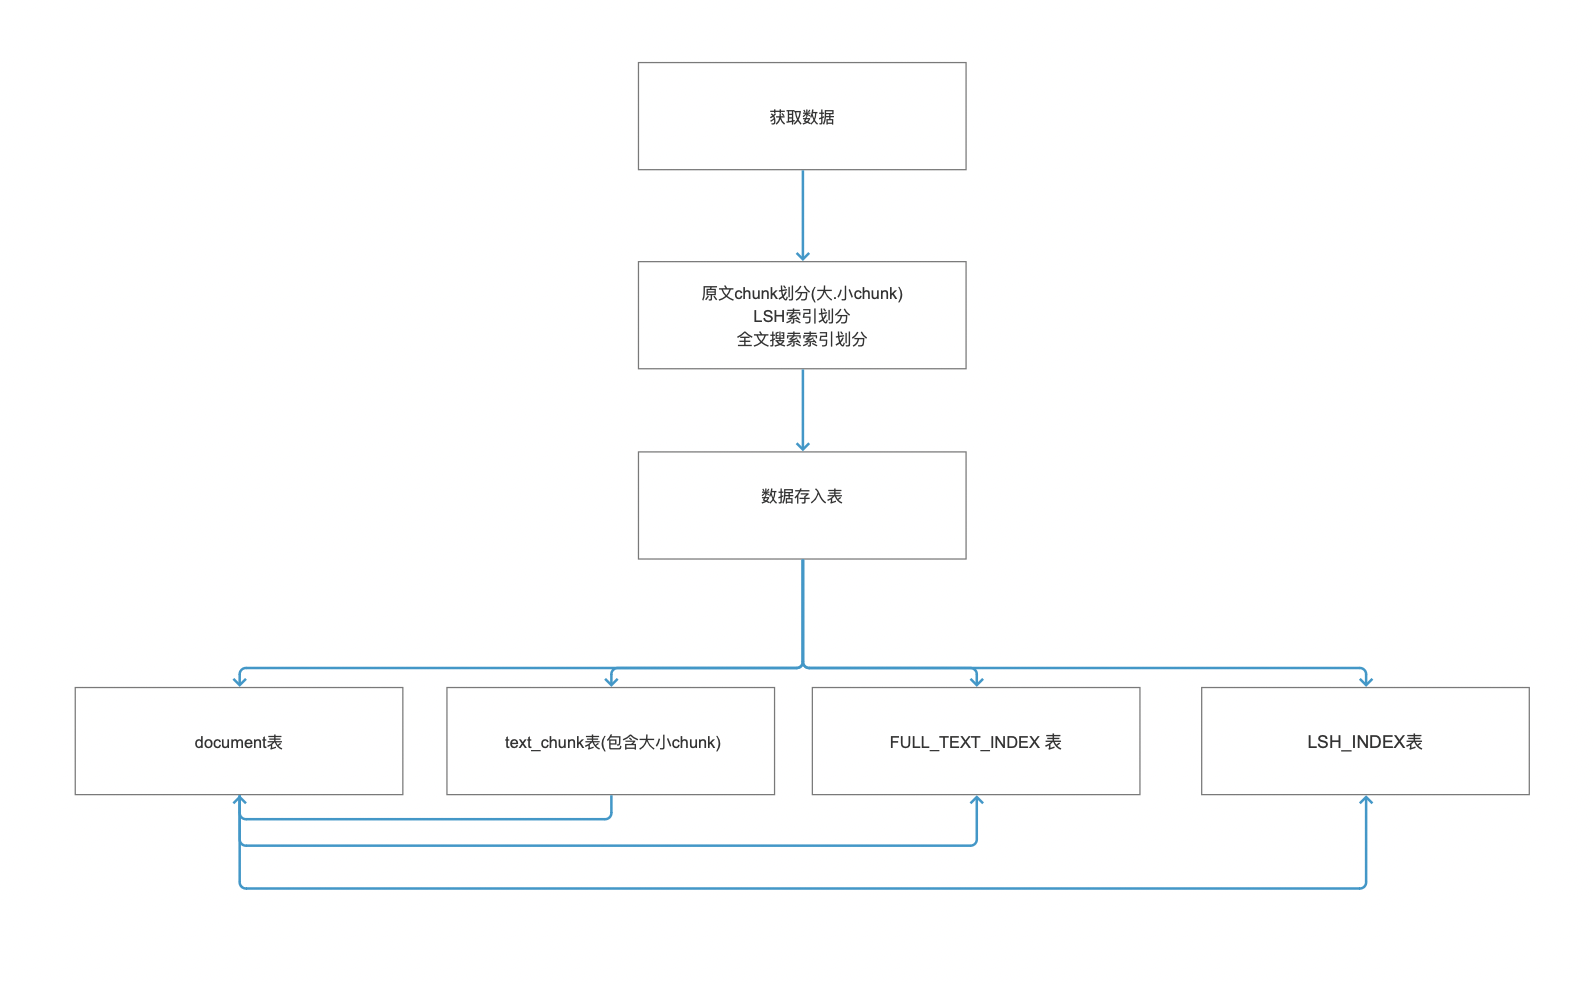 获取数据
原文chunk划分(大.小chunk)
LSH索引划分
全文搜索索引划分
数据存入表
document表
text_chunk表(包含大小chunk)
FULL_TEXT_INDEX 表
LSH_INDEX表